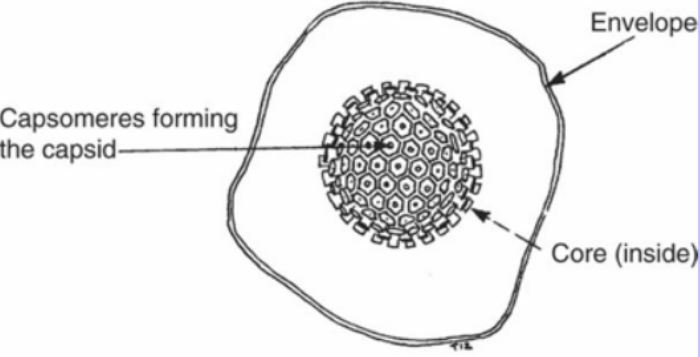 Envelope
Capsomeres forming
the capsid
Core (inside)